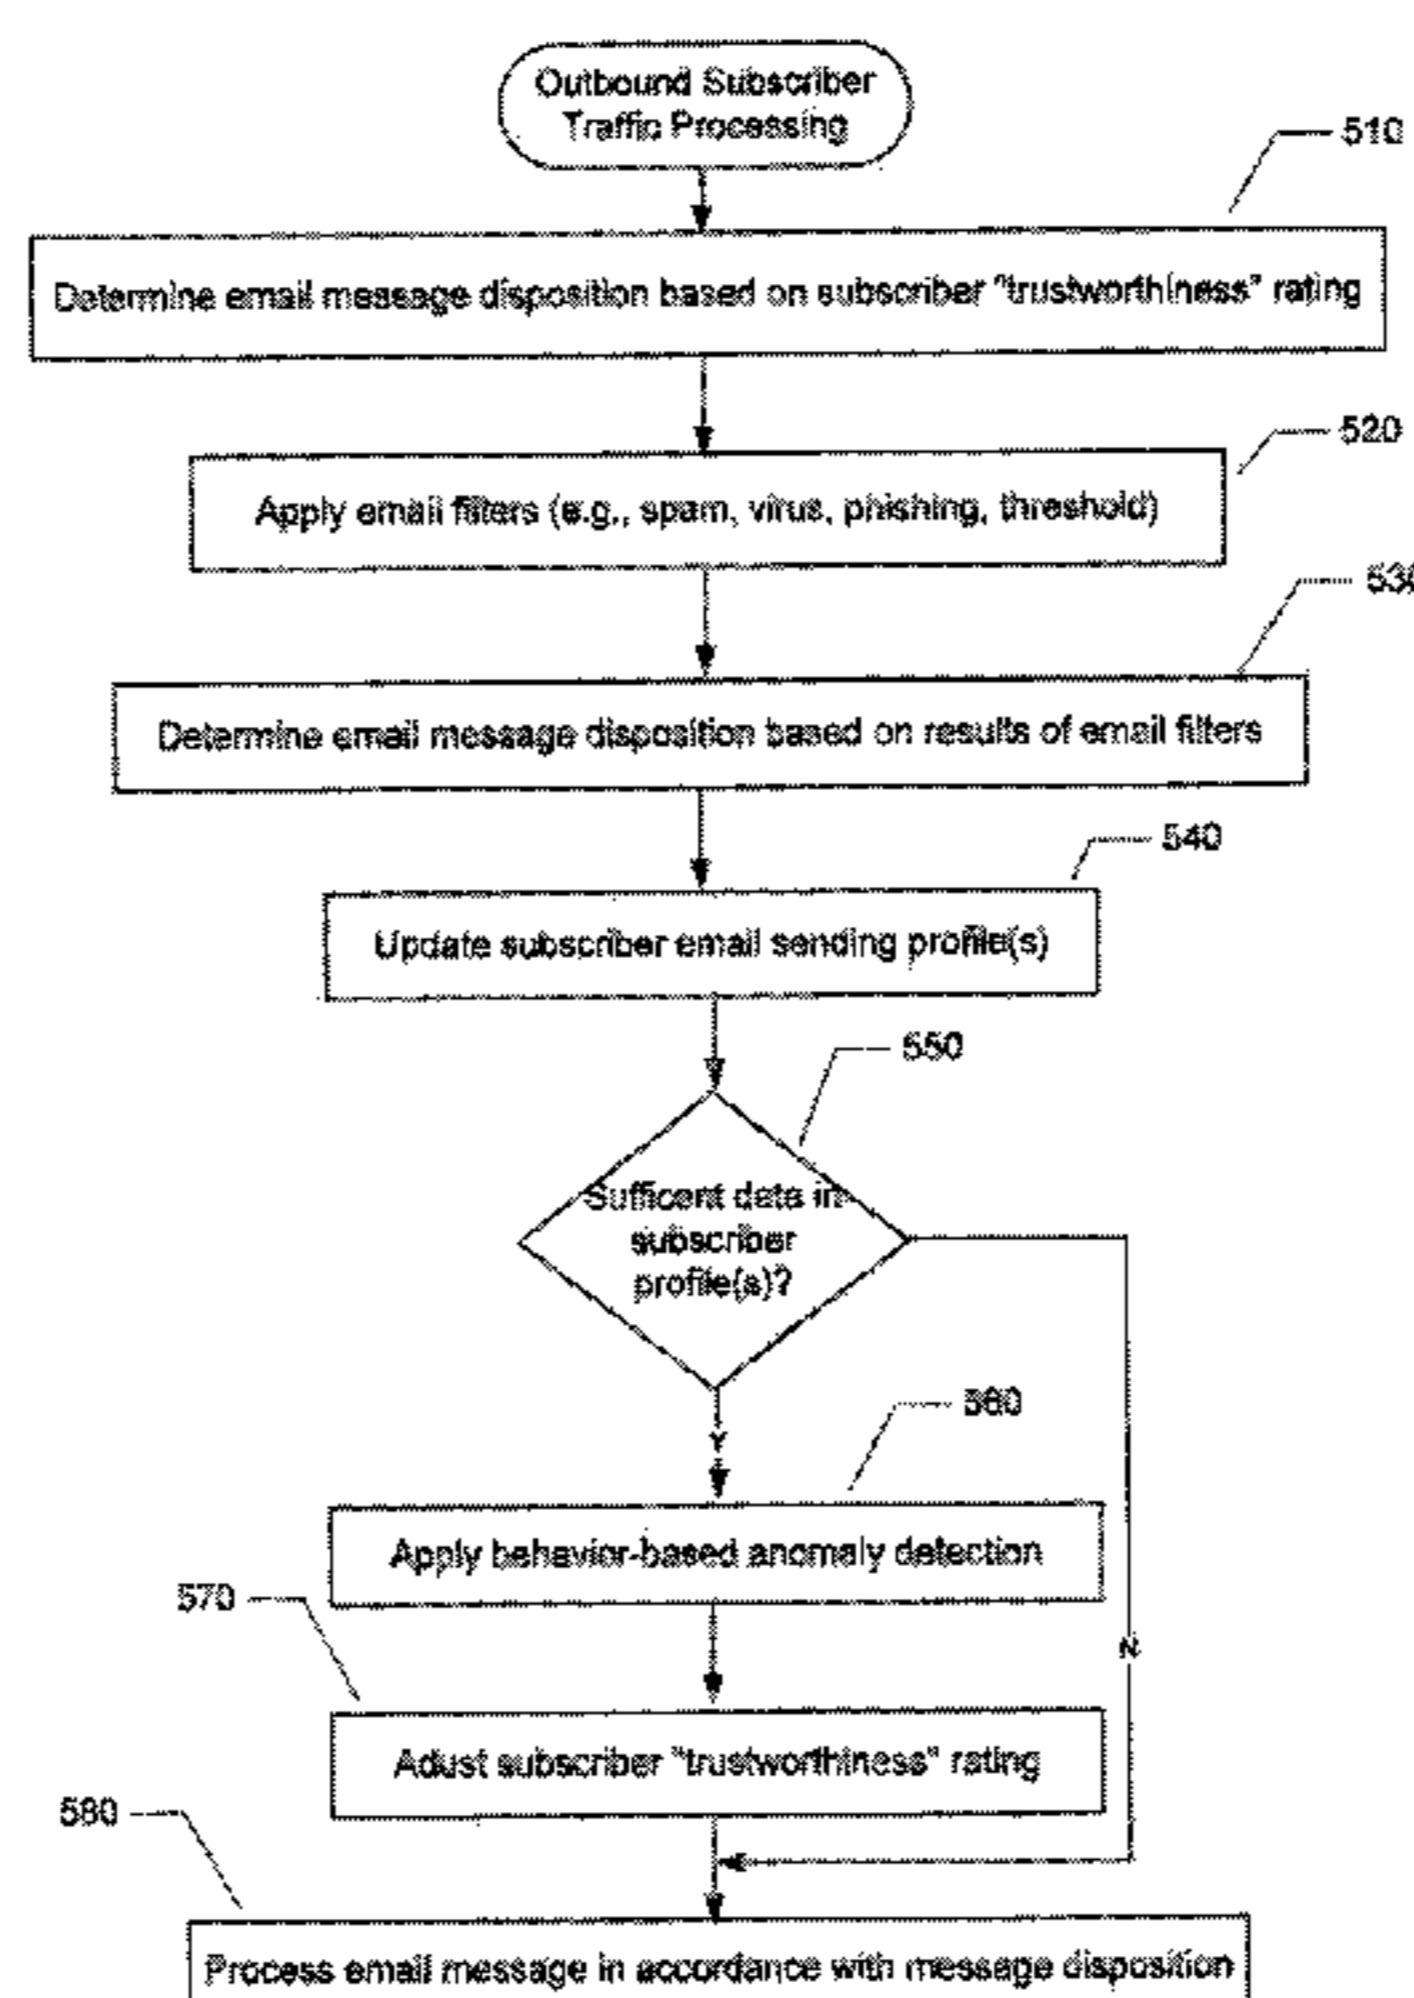 Outbound Subscriber
Traffic Processing
510
Determine email message disposition based on subscriber "trustworthiness" rating
520
Apply email filters (e.g., spam, virus, phishing, threshold)
530
Determine email message disposition based on results of email filters
540
Update subscriber email sending profile(s)
550
Sufficent data in
subscriber
profile(s)?
Y
560
Apply behavior-based anomaly detection
570
N
Adust subscriber "trustworthiness" rating
580
Process email message in accordance with message disposition